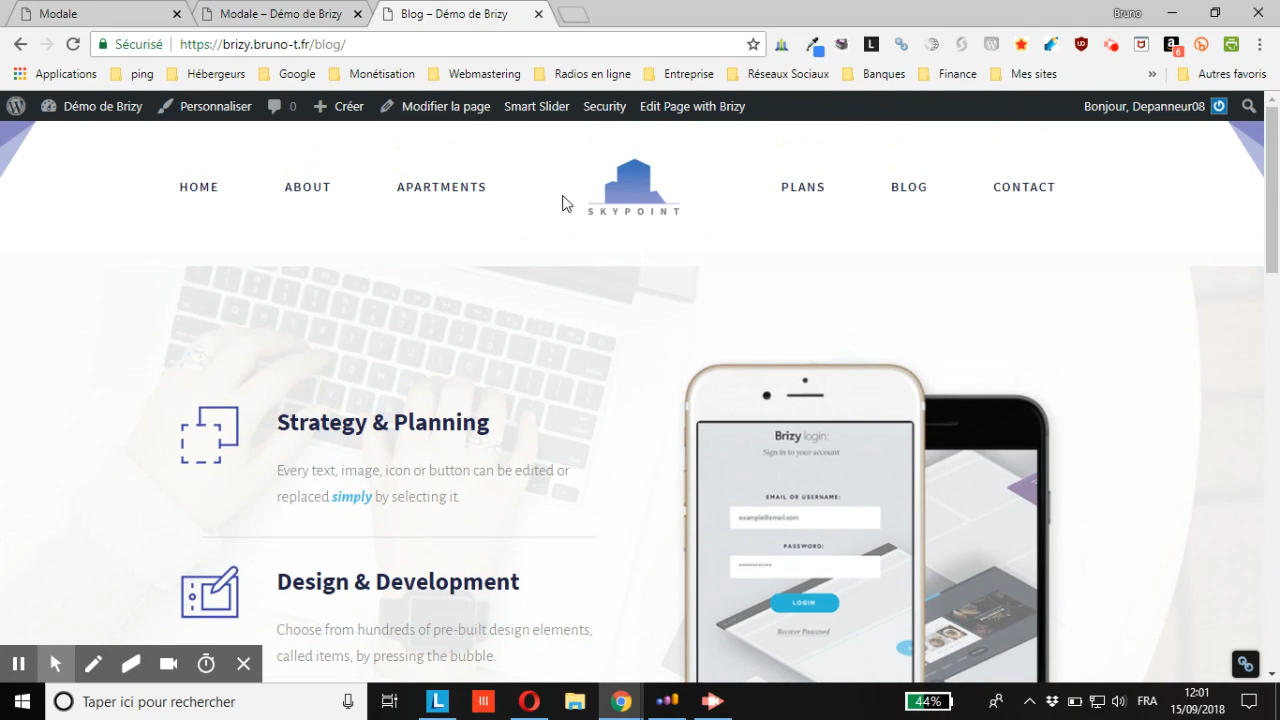 Modale
Modale – Démo de Brizy
Blog – Démo de Brizy
Bruno
Sécurisé https://brizy.bruno-t.fr/blog/
6
Applications ping Hébergeurs Google Monétisation Webmastering Radios en ligne Entreprise Réseaux Sociaux Banques Finance Mes sites » Autres favoris
Démo de Brizy Personnaliser 0 Créer Modifier la page Smart Slider Security Edit Page with Brizy Bonjour, Depanneur08
HOME ABOUT APARTMENTS PLANS BLOG CONTACT
SKYPOINT
Strategy & Planning
Every text, image, icon or button can be edited or
replaced simply by selecting it.
Design & Development
Choose from hundreds of pre-built design elements,
called items, by pressing the bubble.
Brizy login:
Sign in to your account
EMAIL OR USERNAME:
example@email.com
PASSWORD:
LOGIN
Recover Password
Taper ici pour rechercher
44%
FRA
12:01
15/09/2018